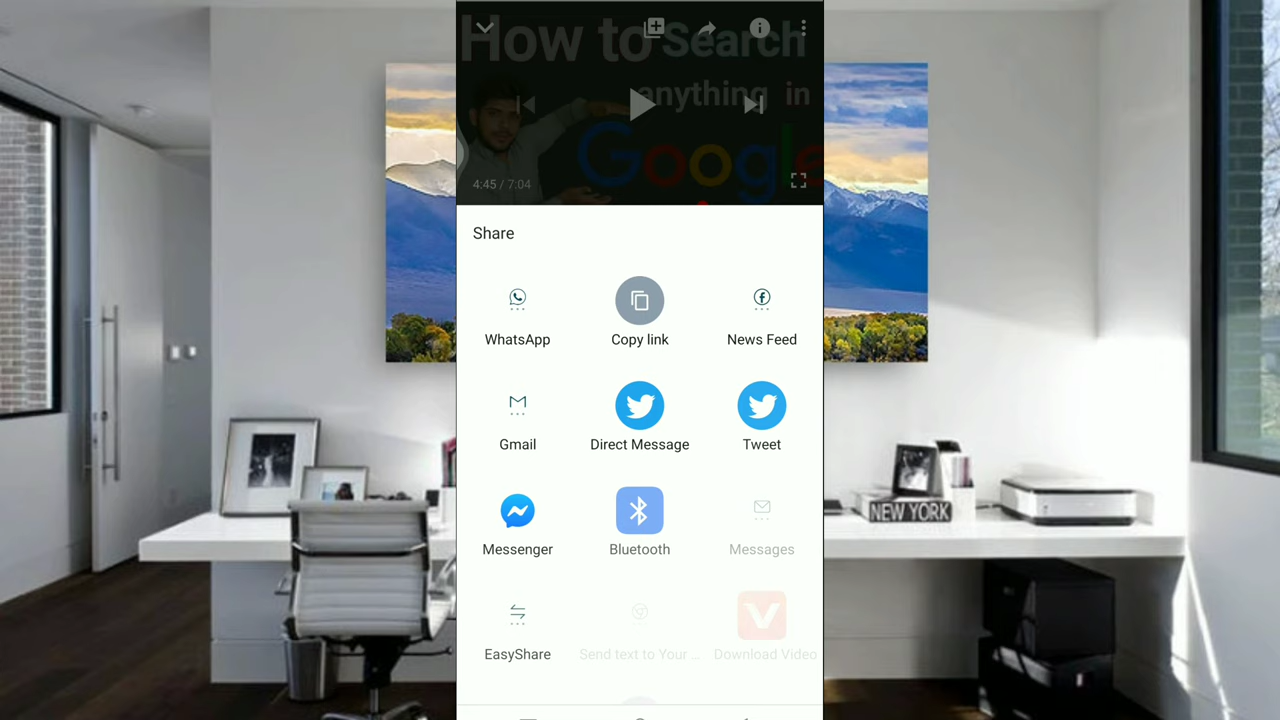 How to Search
anything in
Google
4:45 / 7:04
Share
WhatsApp
Copy link
News Feed
Gmail
Direct Message
Tweet
Messenger
Bluetooth
Messages
EasyShare
Send text to Your ...
Download Video
NEW YORK